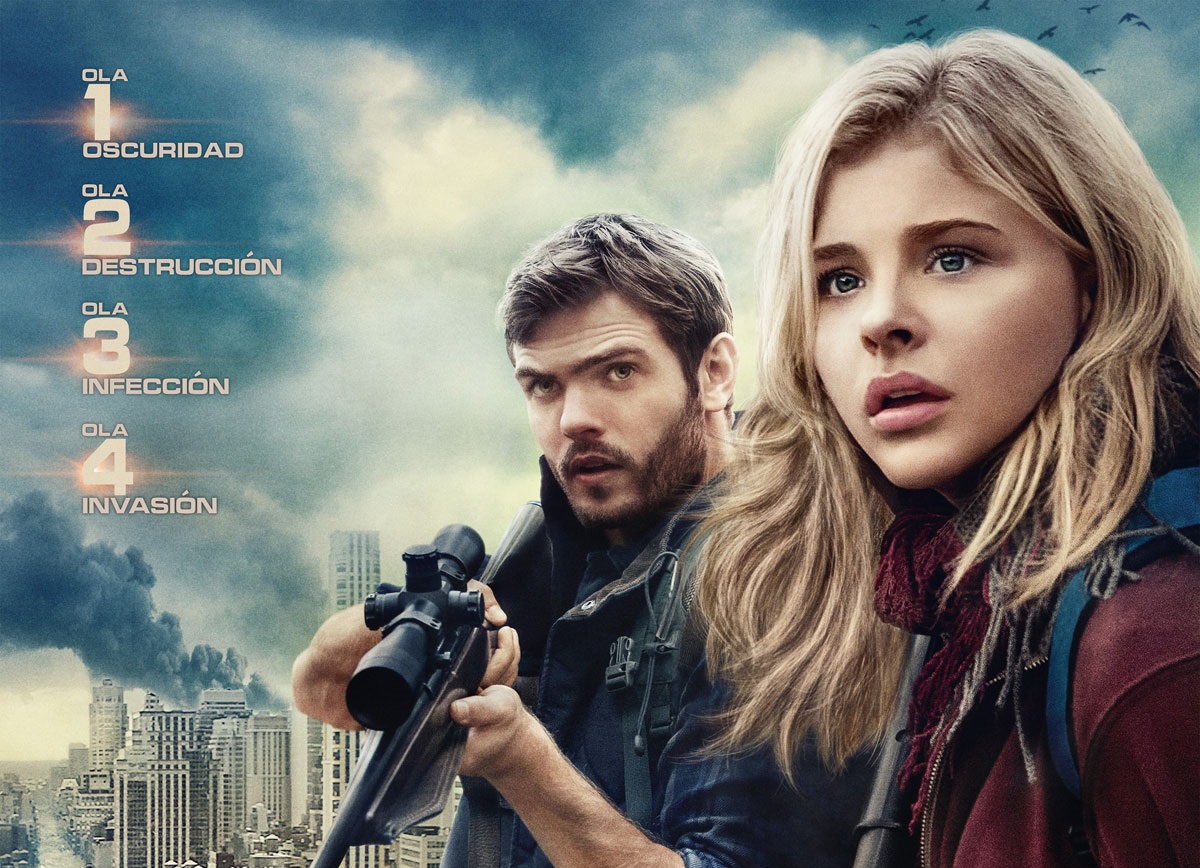 OLA
1
OSCURIDAD
OLA
2
DESTRUCCIÓN
OLA
3
INFECCIÓN
OLA
4
INVASIÓN